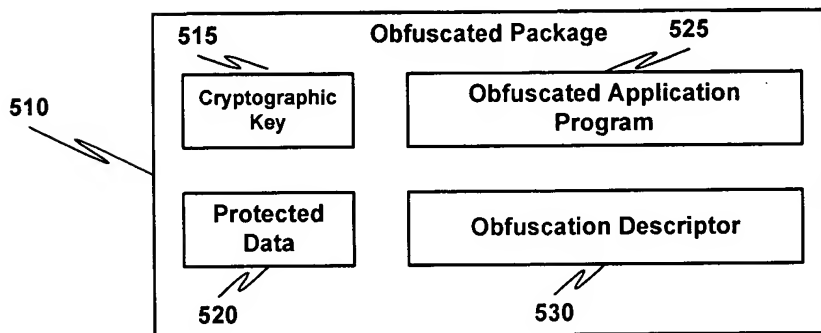 515
Obfuscated Package
525
510
Cryptographic
Key
Obfuscated Application
Program
Protected
Data
Obfuscation Descriptor
520
530